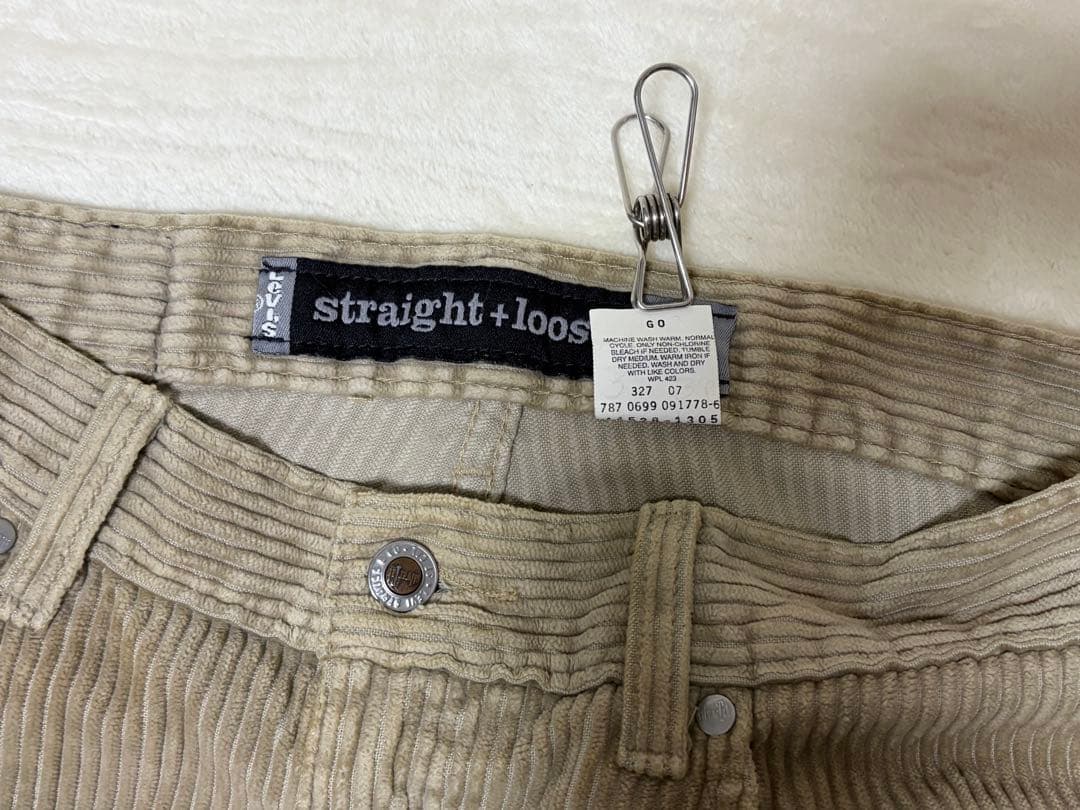 Levi's
®
straight + loos
GO
MACHINE WASH WARM. NORMAL
CYCLE. ONLY NON-CHLORINE
BLEACH IF NEEDED. TUMBLE
DRY MEDIUM. WARM IRON IF
NEEDED. WASH AND DRY
WITH LIKE COLORS.
WPL 423
327 07
787 0699 091778-6